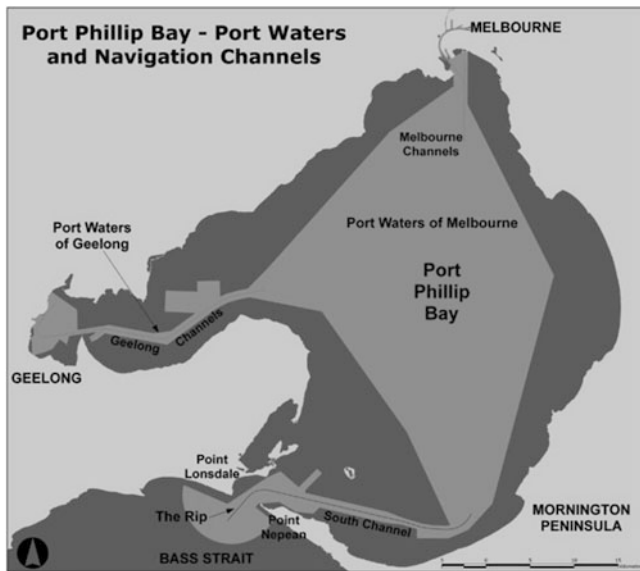 Port Phillip Bay - Port Waters
and Navigation Channels
MELBOURNE
Melbourne
Channels
Port Waters of Melbourne
Port Waters
of Geelong
Port
Phillip
Bay
Geelong Channels
GEELONG
Point
Lonsdale
The Rip
Point
Nepean
South Channel
MORNINGTON
PENINSULA
BASS STRAIT